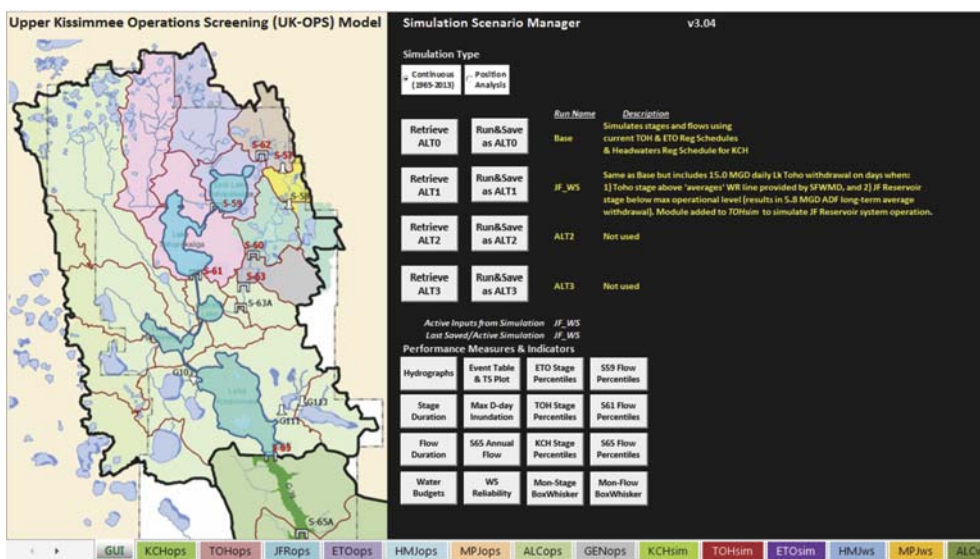 Upper Kissimmee Operations Screening (UK-OPS) Model
Simulation Scenario Manager v3.04
Simulation Type
Continuous
(1965-2013)
Position
Analysis
Run Name Description
Retrieve
ALT0
Run&Save
as ALT0
Base
Simulates stages and flows using
current TOH & ETO Reg Schedules
& Headwaters Reg Schedule for KCH
Retrieve
ALT1
Run&Save
as ALT1
JF_WS
Same as Base but includes 15.0 MGD daily Lk Toho withdrawal on days when:
1) Toho stage above 'averages' WR line provided by SFWMD, and 2) JF Reservoir
stage below max operational level (results in 5.8 MGD ADF long-term average
withdrawal). Module added to TOHsim to simulate JF Reservoir system operation.
Retrieve
ALT2
Run&Save
as ALT2
ALT2 Not used
Retrieve
ALT3
Run&Save
as ALT3
ALT3 Not used
Active Inputs from Simulation JF_WS
Last Saved/Active Simulation JF_WS
Performance Measures & Indicators
Hydrographs
Event Table
& TS Plot
ETO Stage
Percentiles
S59 Flow
Percentiles
Stage
Duration
Max D-day
Inundation
TOH Stage
Percentiles
S61 Flow
Percentiles
Flow
Duration
S65 Annual
Flow
KCH Stage
Percentiles
S65 Flow
Percentiles
Water
Budgets
WS
Reliability
Mon-Stage
BoxWhisker
Mon-Flow
BoxWhisker
S-62
S-57
S-58
S-59
Lake
S-60
S-61
S-63
S-63A
G103
G113
G111
S-65
S-65A
GUI KCHops TOHops JFRops ETOops HMJops MPJops ALCops GENops KCHsim TOHsim ETOsim HMJws MPJws